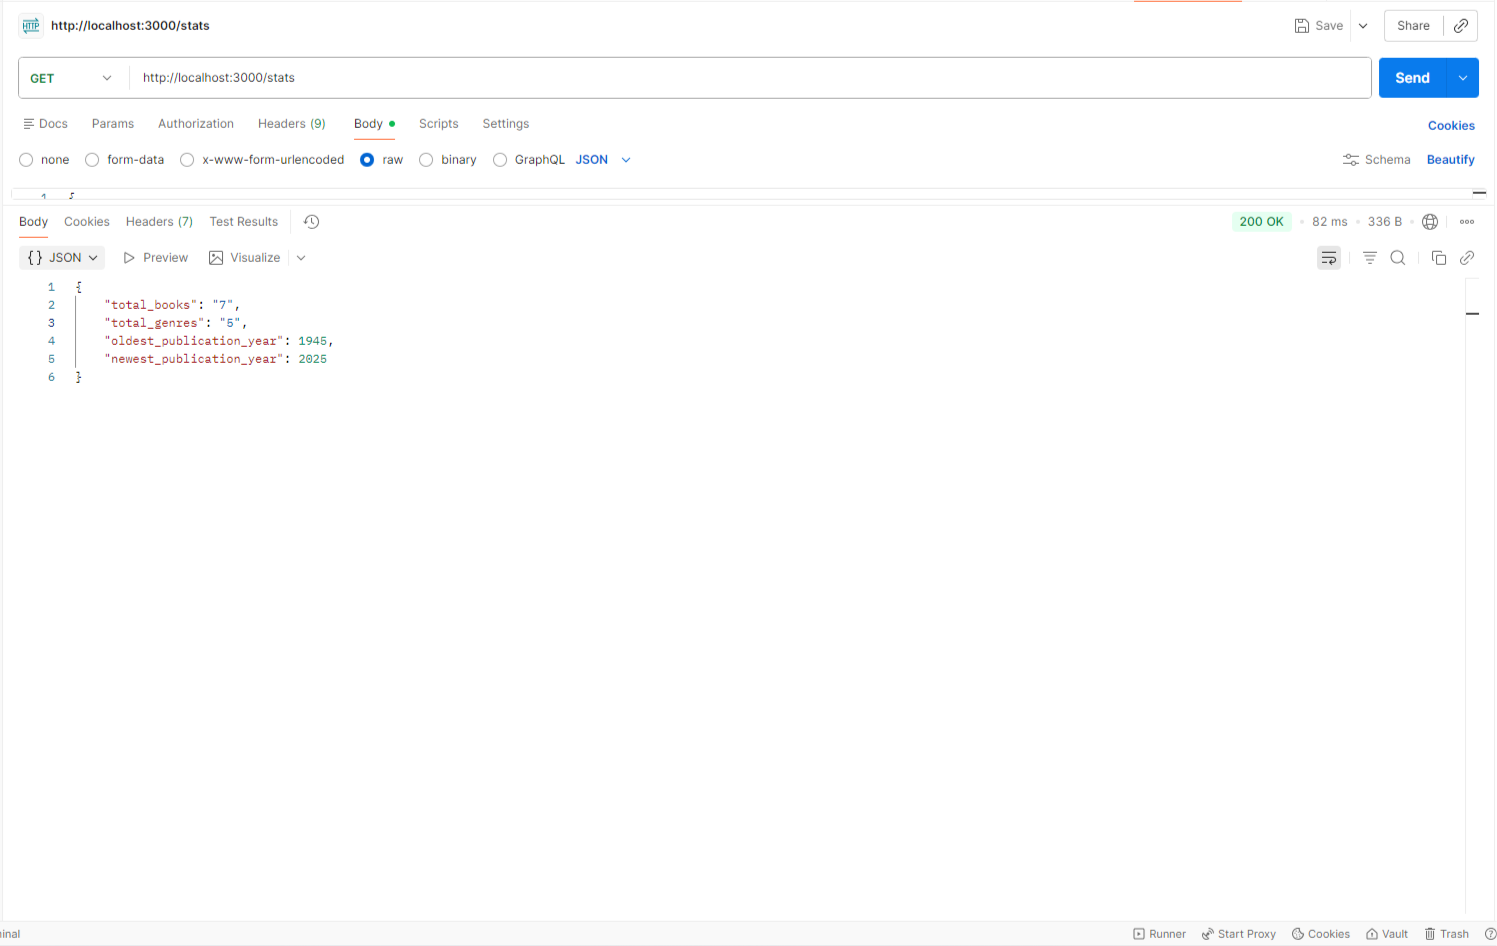 HTTP http://localhost:3000/stats Save Share
GET http://localhost:3000/stats Send
Docs Params Authorization Headers (9) Body Scripts Settings Cookies
none form-data x-www-form-urlencoded raw binary GraphQL JSON Schema Beautify
Body Cookies Headers (7) Test Results 200 OK • 82 ms • 336 B •
{} JSON Preview Visualize
1 {
2 "total_books": "7",
3 "total_genres": "5",
4 "oldest_publication_year": 1945,
5 "newest_publication_year": 2025
6 }
inal Runner Start Proxy Cookies Vault Trash